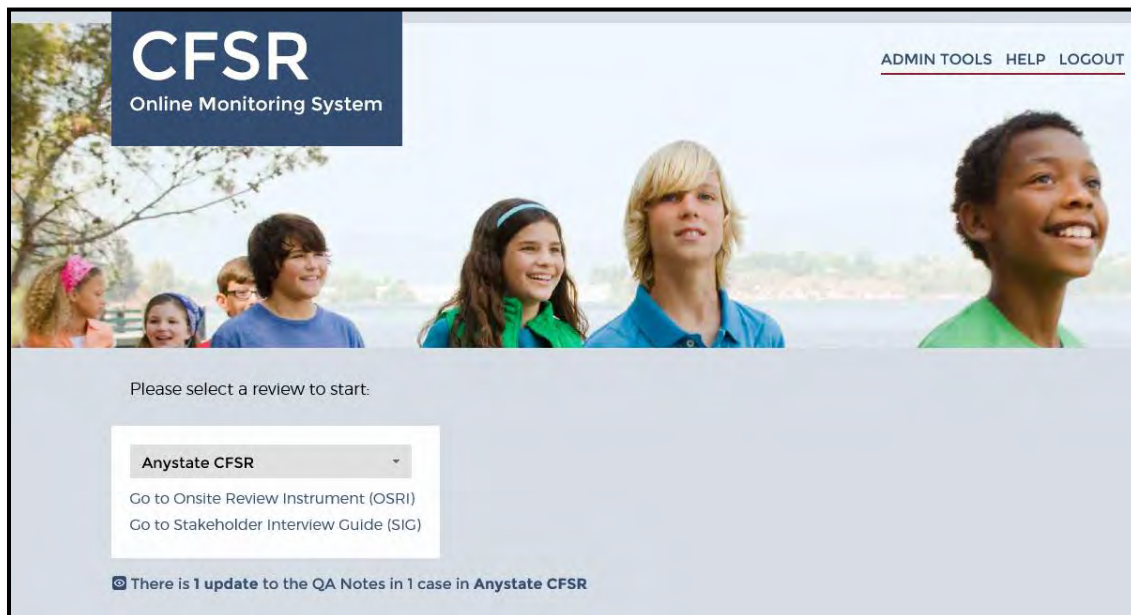 CFSR
Online Monitoring System
ADMIN TOOLS HELP LOGOUT
Please select a review to start:
Anystate CFSR
Go to Onsite Review Instrument (OSRI)
Go to Stakeholder Interview Guide (SIG)
There is 1 update to the QA Notes in 1 case in Anystate CFSR